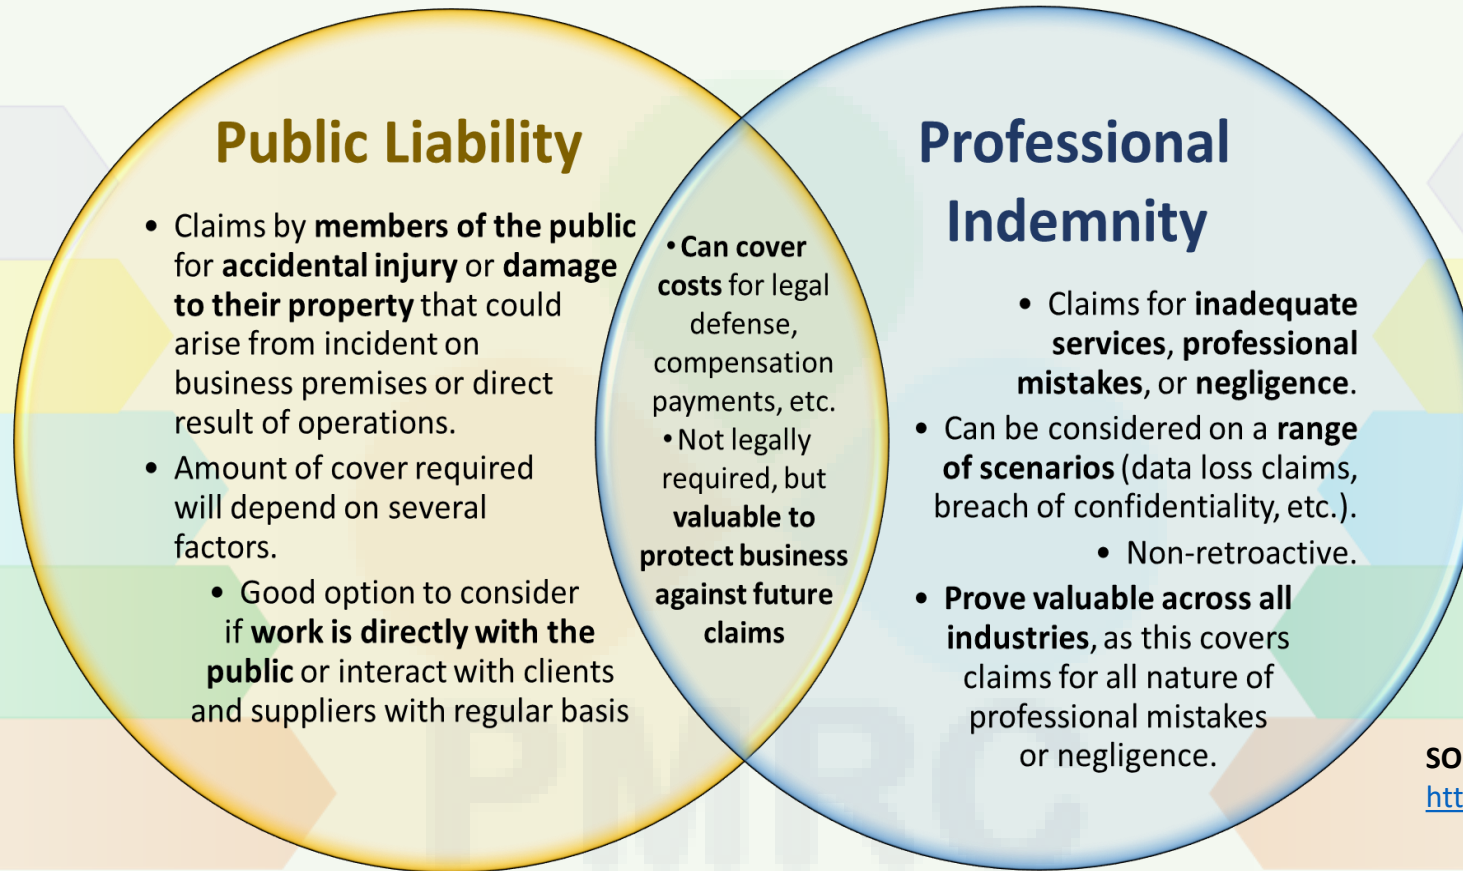 Public Liability
• Claims by members of the public
for accidental injury or damage
to their property that could
arise from incident on
business premises or direct
result of operations.
• Amount of cover required
will depend on several
factors.
• Good option to consider
if work is directly with the
public or interact with clients
and suppliers with regular basis
• Can cover
costs for legal
defense,
compensation
payments, etc.
• Not legally
required, but
valuable to
protect business
against future
claims
Professional
Indemnity
• Claims for inadequate
services, professional
mistakes, or negligence.
• Can be considered on a range
of scenarios (data loss claims,
breach of confidentiality, etc.).
• Non-retroactive.
• Prove valuable across all
industries, as this covers
claims for all nature of
professional mistakes
or negligence.
SO
htt
PMRC